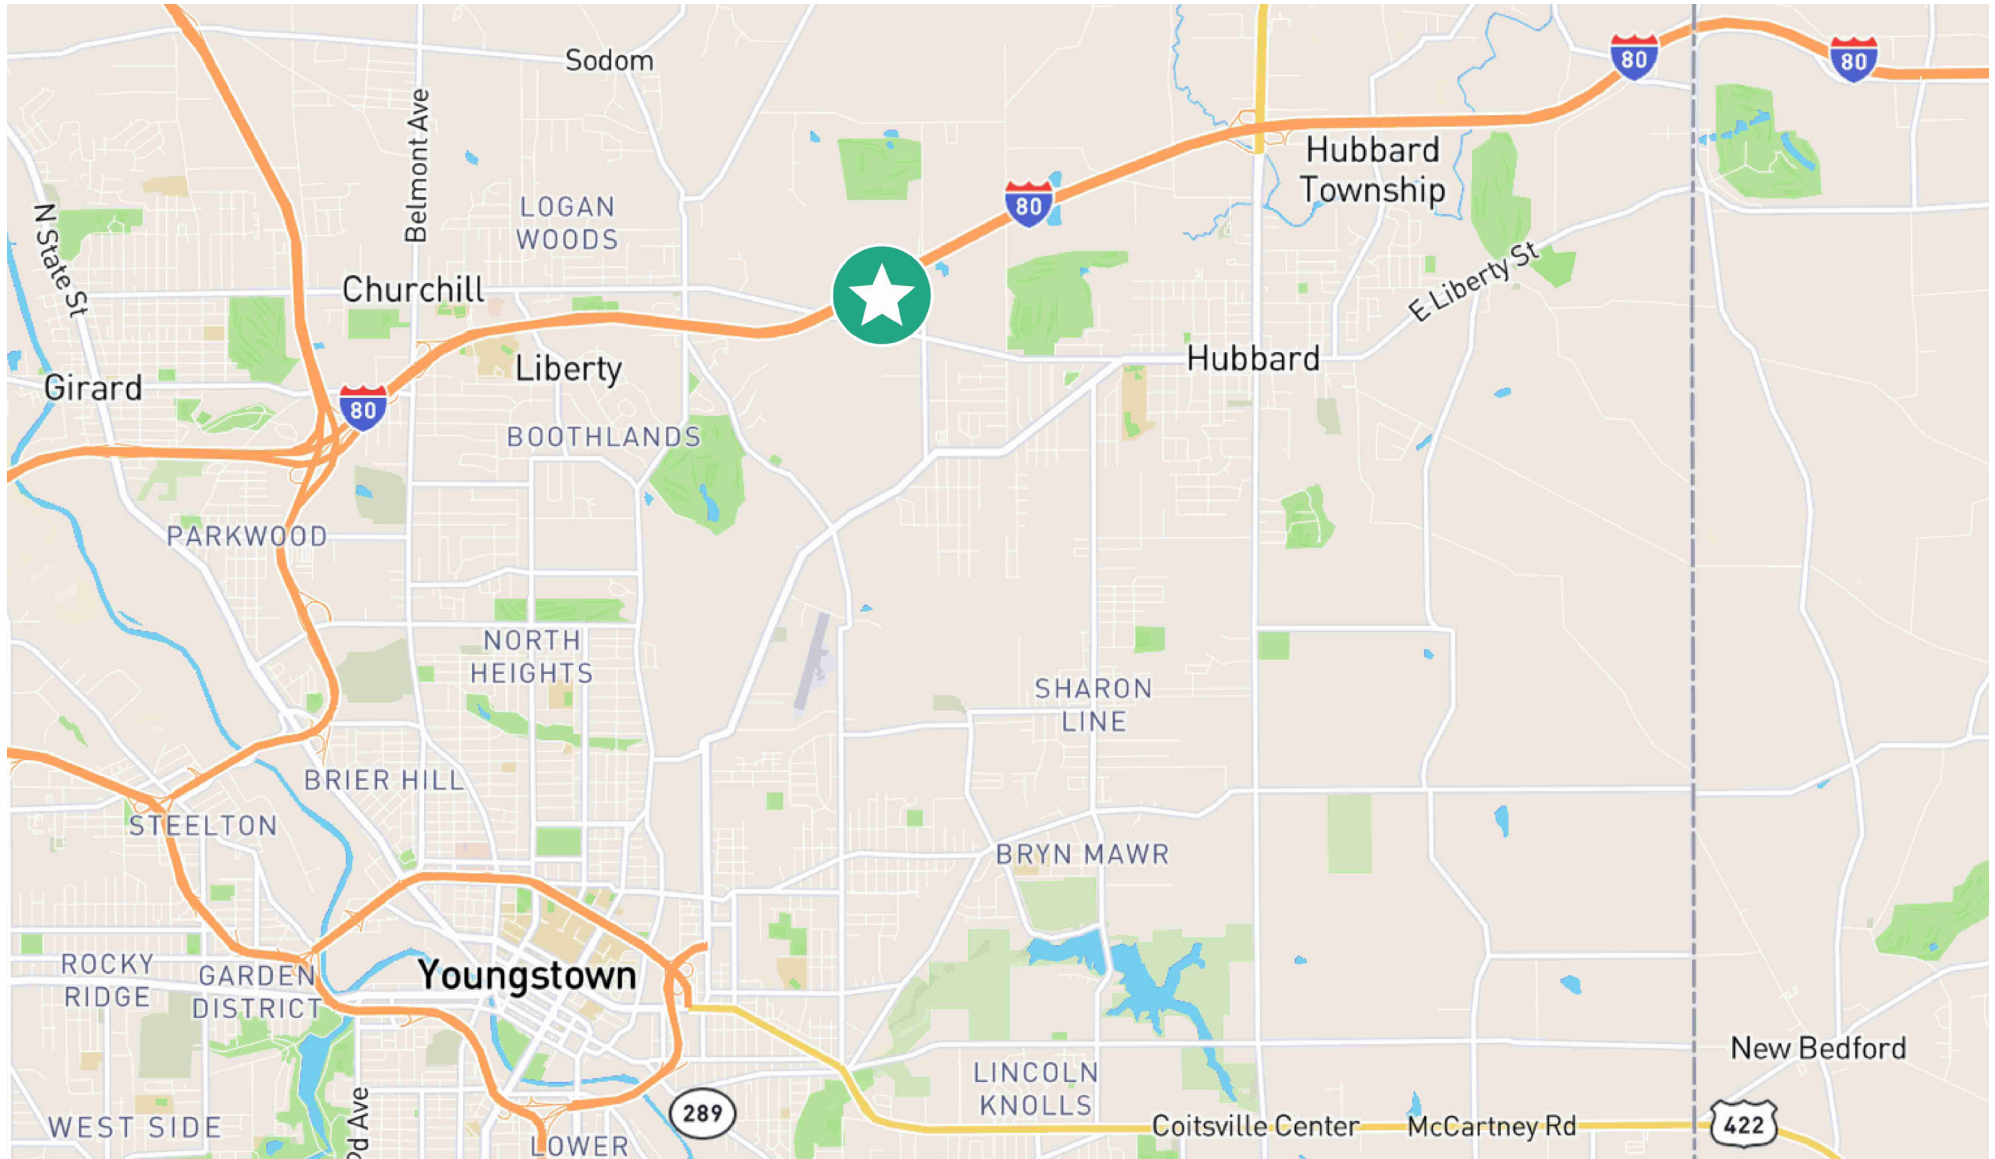 Sodom
80
80
Belmont Ave
Hubbard
Township
LOGAN
WOODS
80
N State St
Churchill
E Liberty St
Hubbard
Liberty
Girard
80
BOOTHLANDS
PARKWOOD
NORTH
HEIGHTS
SHARON
LINE
BRIER HILL
STEELTON
BRYN MAWR
ROCKY
RIDGE
GARDEN
DISTRICT
Youngstown
New Bedford
LINCOLN
KNOLLS
289
WEST SIDE
Coitsville Center
McCartney Rd
422
LOWER